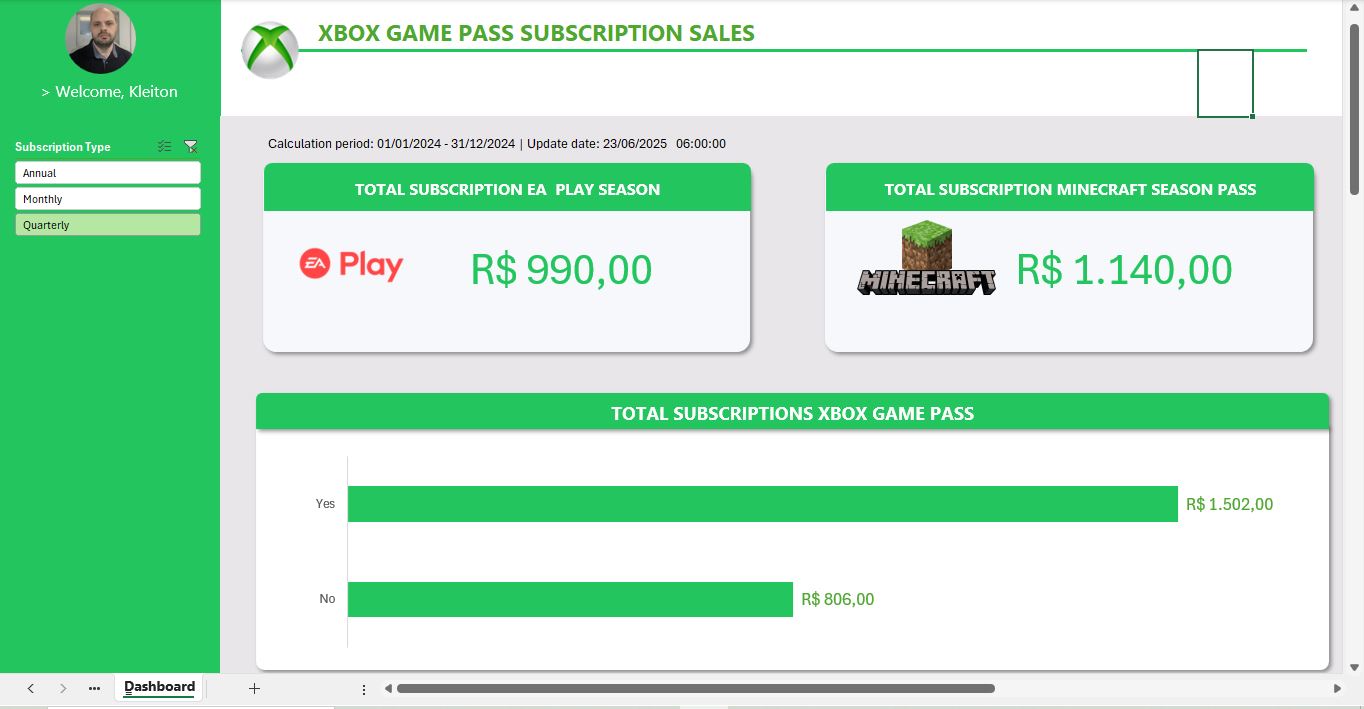 XBOX GAME PASS SUBSCRIPTION SALES
> Welcome, Kleiton
Subscription Type
Annual
Monthly
Quarterly
Calculation period: 01/01/2024 - 31/12/2024 | Update date: 23/06/2025   06:00:00
TOTAL SUBSCRIPTION EA  PLAY SEASON
EA Play
R$ 990,00
TOTAL SUBSCRIPTION MINECRAFT SEASON PASS
MINECRAFT
R$ 1.140,00
TOTAL SUBSCRIPTIONS XBOX GAME PASS
Yes
R$ 1.502,00
No
R$ 806,00
Dashboard